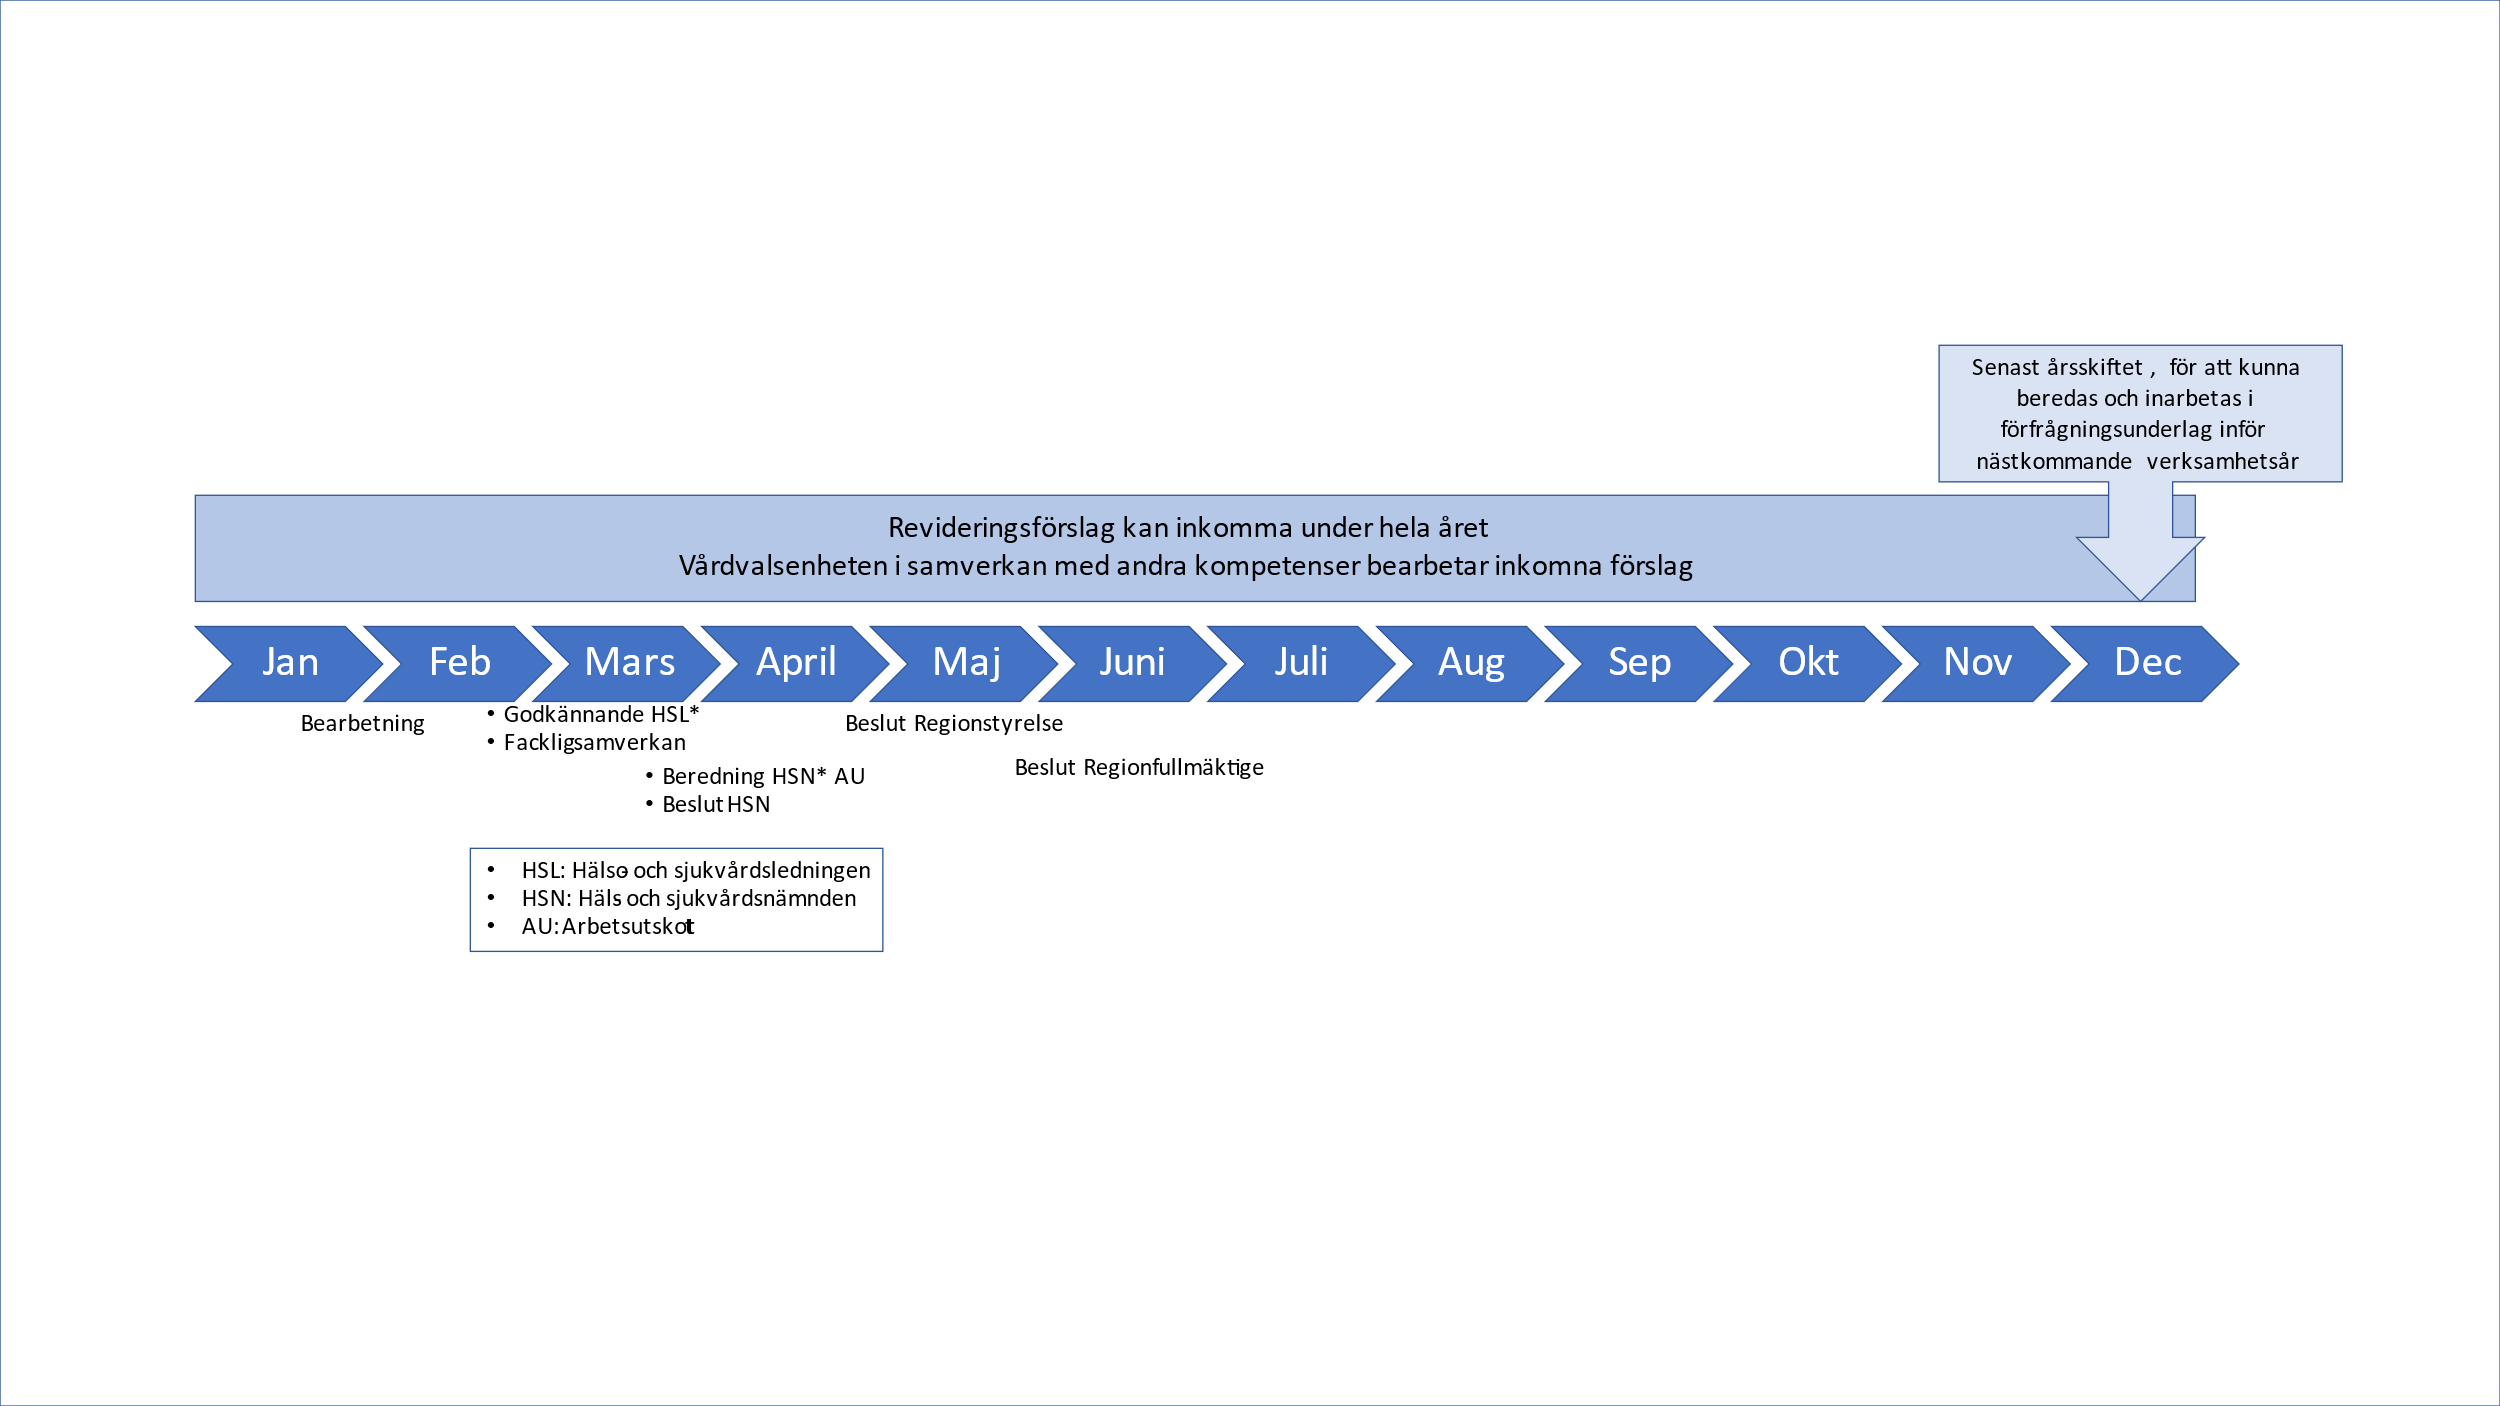 Senast årsskiftet , för att kunna
beredas och inarbetas i
förfrågningsunderlag inför
nästkommande verksamhetsår
Revideringsförslag kan inkomma under hela året
Vårdvalsenheten i samverkan med andra kompetenser bearbetar inkomna förslag
Jan Feb Mars April Maj Juni Juli Aug Sep Okt Nov Dec
Bearbetning
• Godkännande HSL*
• Facklig samverkan
• Beredning HSN* AU
• Beslut HSN
Beslut Regionstyrelse
Beslut Regionfullmäktige
• HSL: Hälso- och sjukvårdsledningen
• HSN: Häls- och sjukvårdsnämnden
• AU: Arbetsutskott